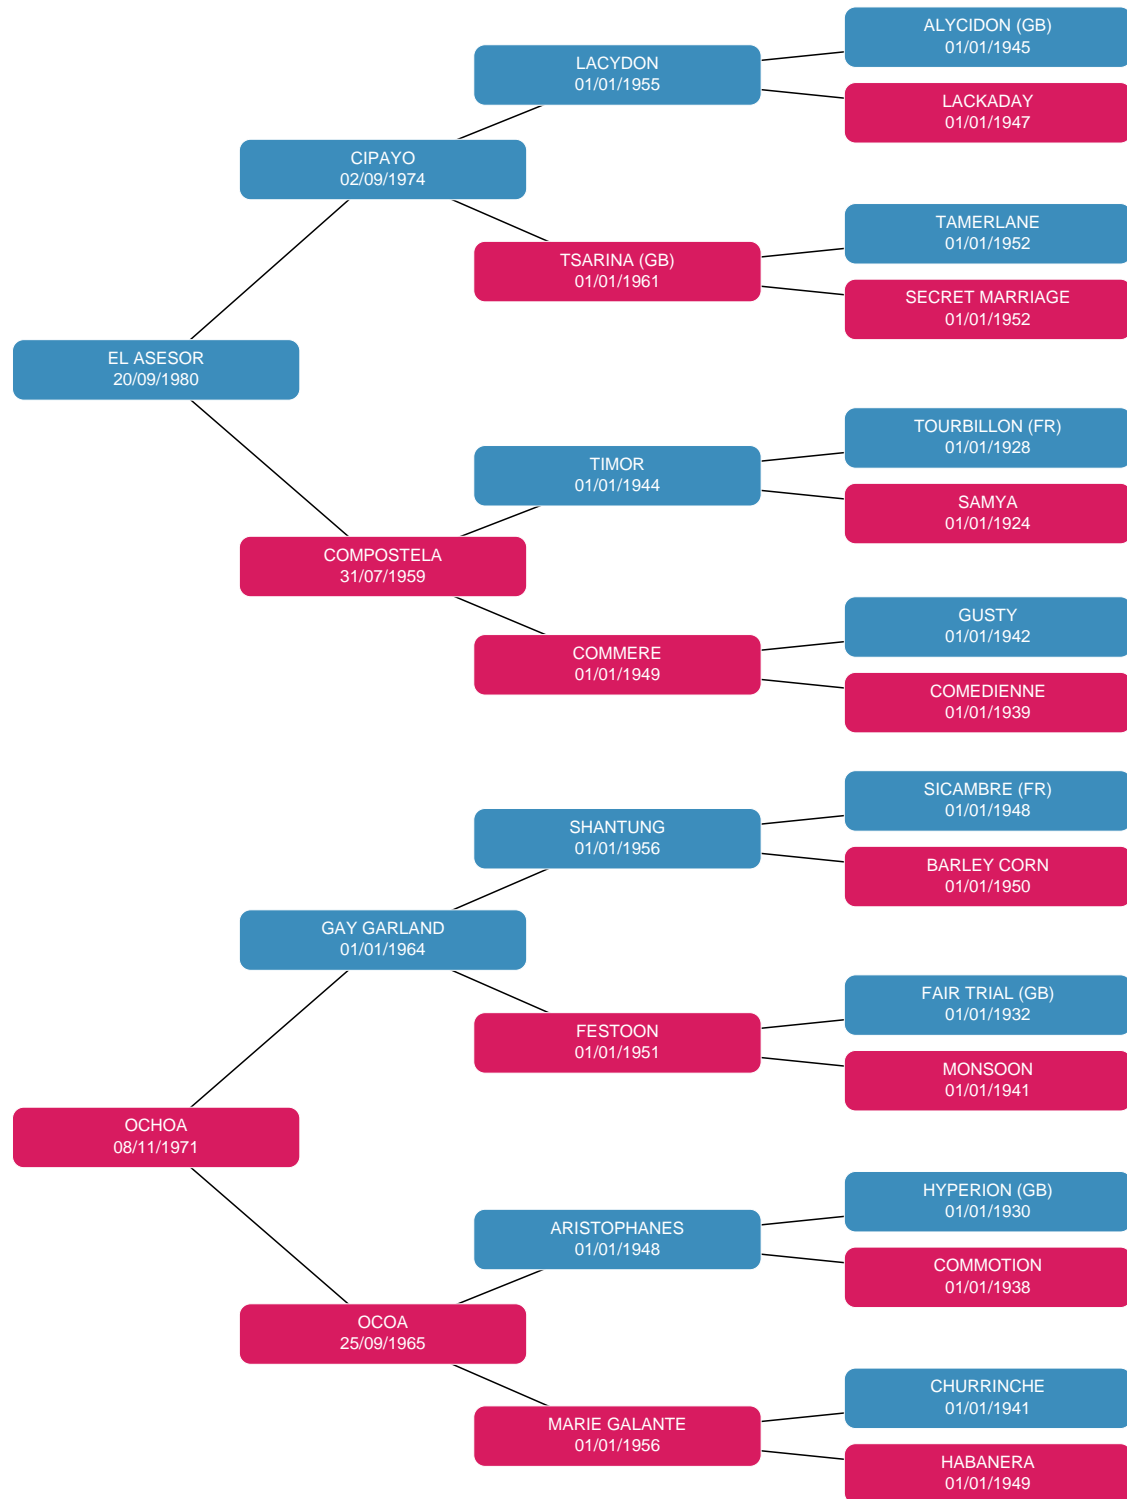 ALYCIDON (GB)
01/01/1945
LACYDON
01/01/1955
LACKADAY
01/01/1947
CIPAYO
02/09/1974
TAMERLANE
01/01/1952
TSARINA (GB)
01/01/1961
SECRET MARRIAGE
01/01/1952
EL ASESOR
20/09/1980
TOURBILLON (FR)
01/01/1928
TIMOR
01/01/1944
SAMYA
01/01/1924
COMPOSTELA
31/07/1959
GUSTY
01/01/1942
COMMERE
01/01/1949
COMEDIENNE
01/01/1939
SICAMBRE (FR)
01/01/1948
SHANTUNG
01/01/1956
BARLEY CORN
01/01/1950
GAY GARLAND
01/01/1964
FAIR TRIAL (GB)
01/01/1932
FESTOON
01/01/1951
MONSOON
01/01/1941
OCHOA
08/11/1971
HYPERION (GB)
01/01/1930
ARISTOPHANES
01/01/1948
COMMOTION
01/01/1938
OCOA
25/09/1965
CHURRINCHE
01/01/1941
MARIE GALANTE
01/01/1956
HABANERA
01/01/1949